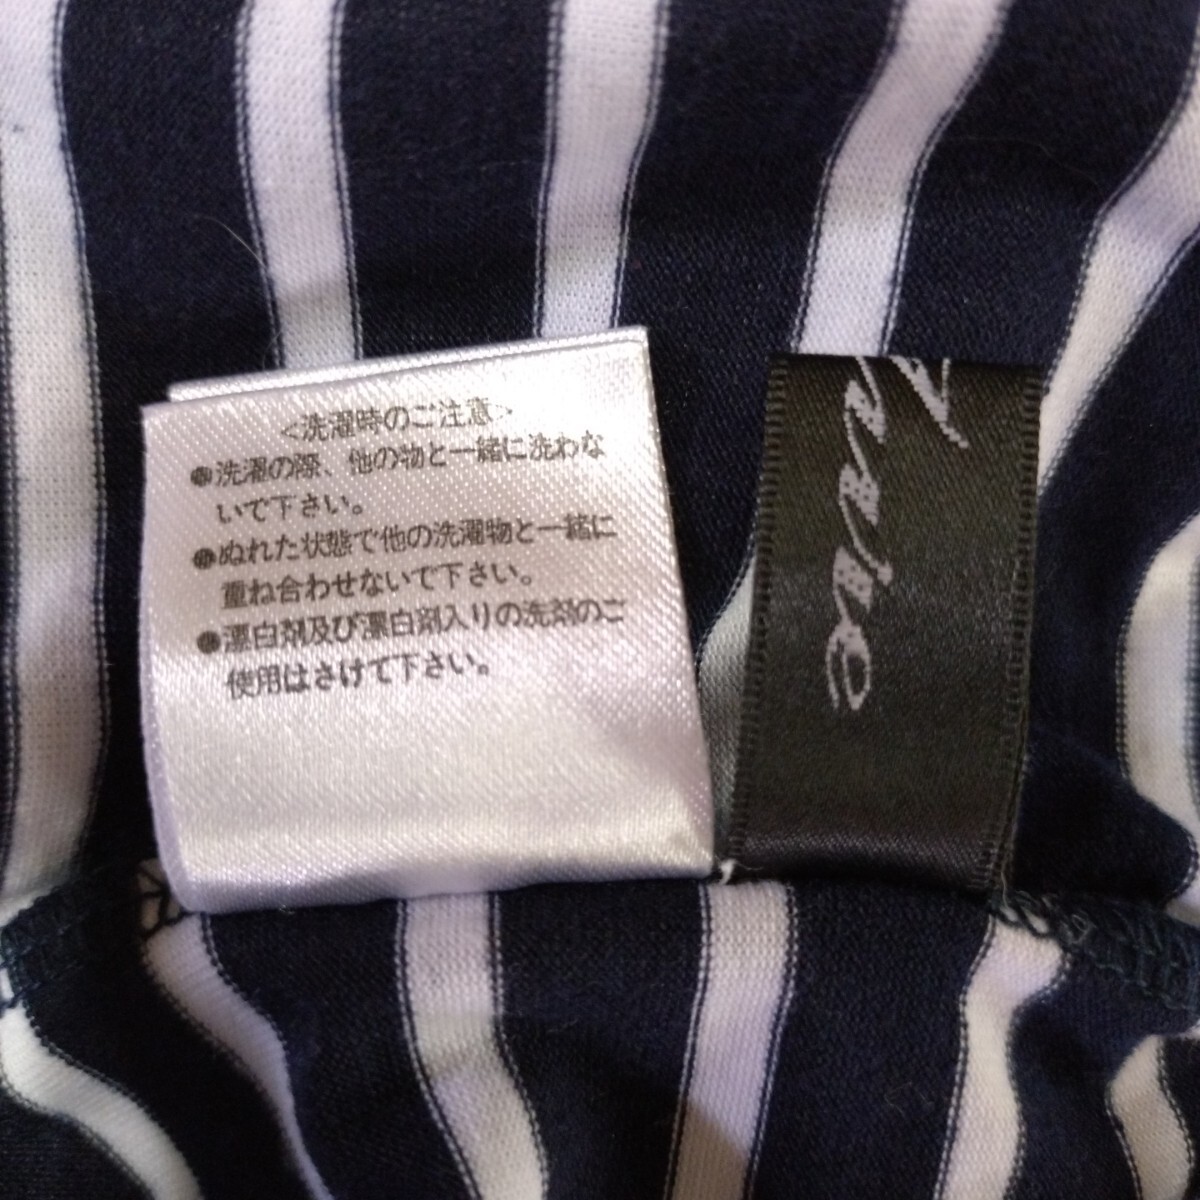 <洗濯時のご注意>
●洗濯の際、他の物と一緒に洗わな
いで下さい。
●ぬれた状態で他の洗濯物と一緒に
重ね合わせないで下さい。
●漂白剤及び漂白剤入りの洗剤のご
使用はさけて下さい。